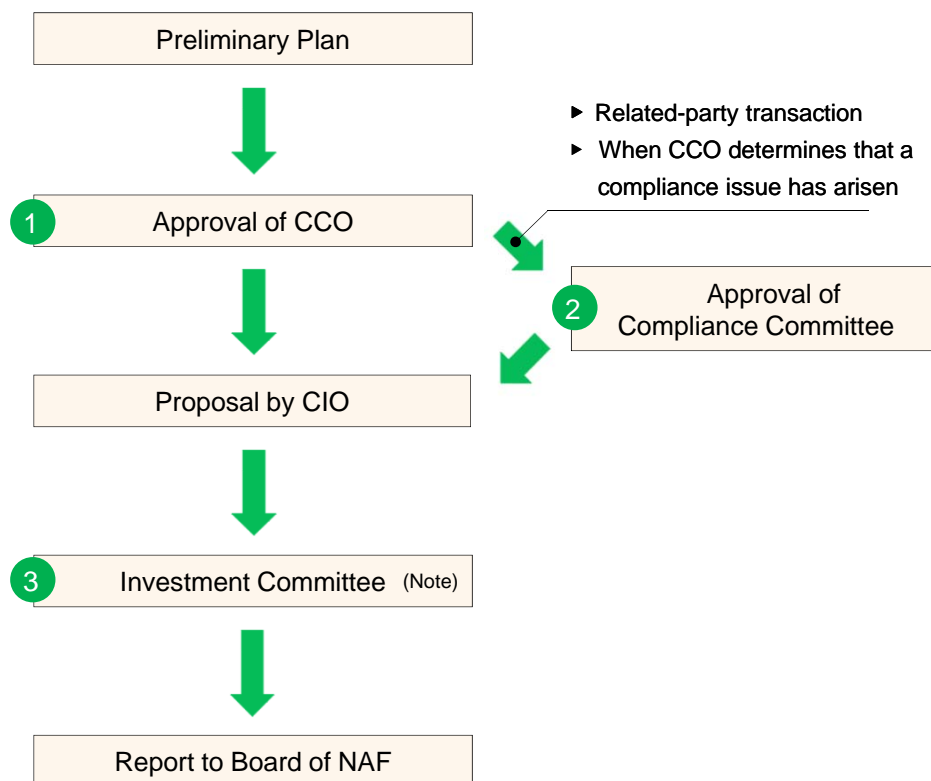 Preliminary Plan
▶ Related-party transaction
▶ When CCO determines that a
compliance issue has arisen
1 Approval of CCO
2 Approval of
Compliance Committee
Proposal by CIO
3 Investment Committee (Note)
Report to Board of NAF